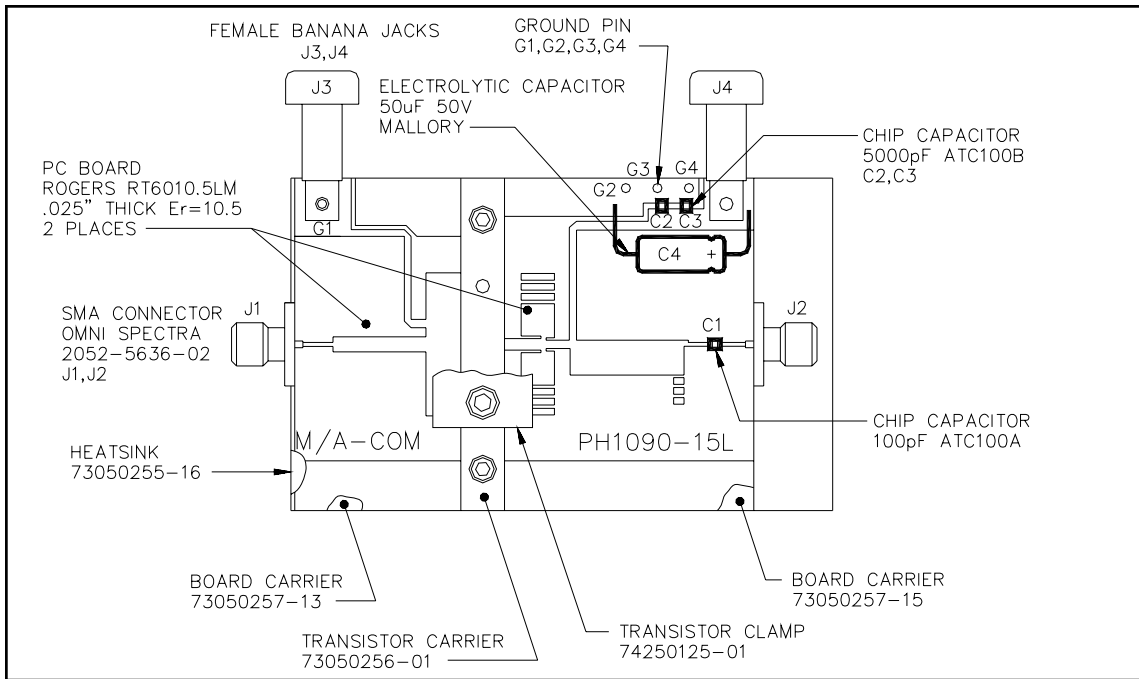 FEMALE BANANA JACKS
J3,J4
GROUND PIN
G1,G2,G3,G4
J3
J4
ELECTROLYTIC CAPACITOR
50uF 50V
MALLORY
CHIP CAPACITOR
5000pF ATC100B
C2,C3
PC BOARD
ROGERS RT6010.5LM
.025" THICK Er=10.5
2 PLACES
G3
G4
G2
G1
C2
C3
C4
+
SMA CONNECTOR
OMNI SPECTRA
2052-5636-02
J1,J2
J1
J2
C1
CHIP CAPACITOR
100pF ATC100A
M/A-COM
PH1090-15L
HEATSINK
73050255-16
BOARD CARRIER
73050257-13
BOARD CARRIER
73050257-15
TRANSISTOR CARRIER
73050256-01
TRANSISTOR CLAMP
74250125-01